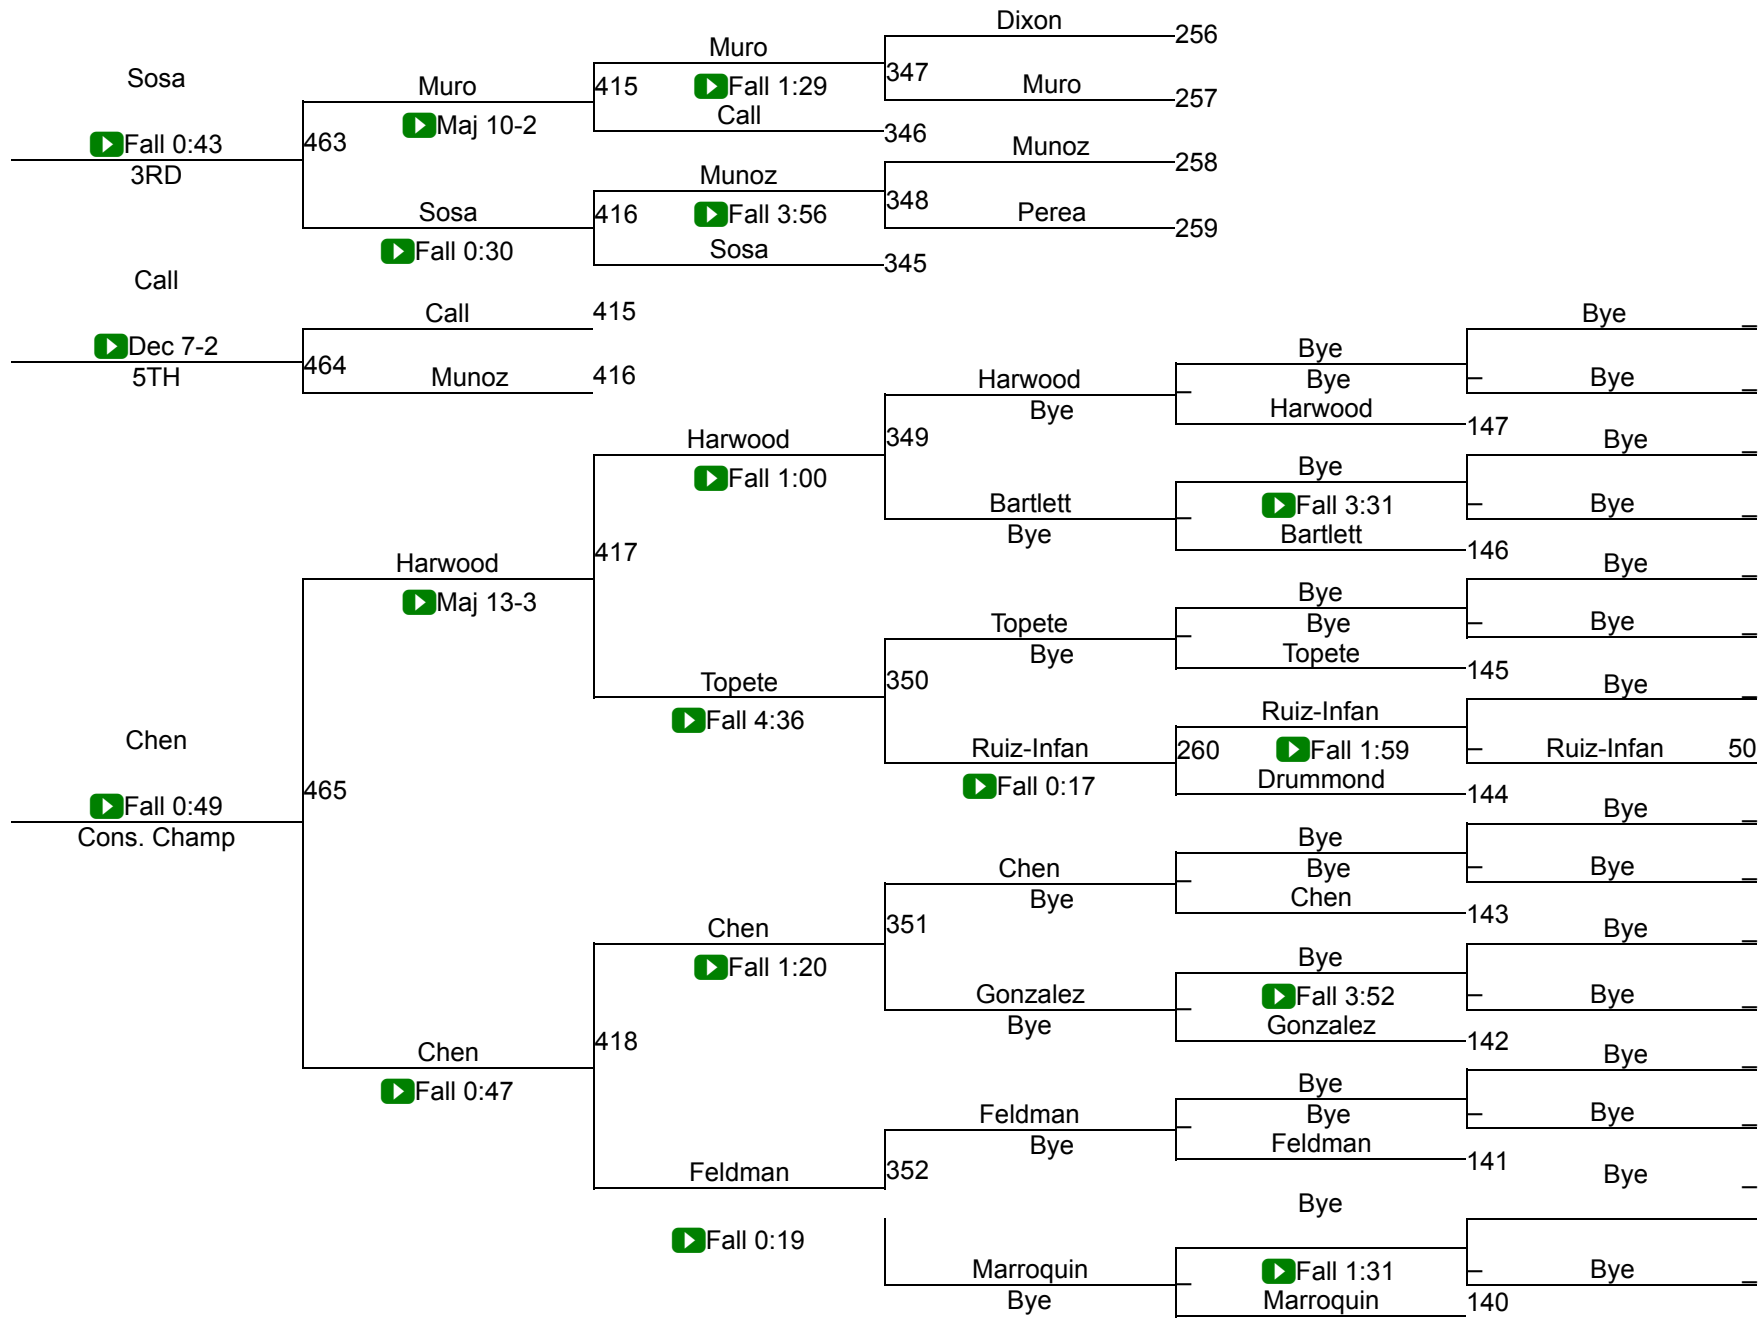 Dixon
256
Muro
347
Sosa
Muro
415
Fall 1:29
Muro
257
Maj 10-2
Call
346
Fall 0:43
463
Munoz
258
3RD
Munoz
Sosa
416
Fall 3:56
348
Perea
259
Fall 0:30
Sosa
345
Call
Call
415
Bye
Dec 7-2
464
Bye
5TH
Munoz
416
Harwood
Bye
Bye
Bye
Harwood
147
Harwood
349
Bye
Fall 1:00
Bye
Bartlett
Fall 3:31
Bye
Bye
Bartlett
146
Harwood
417
Bye
Maj 13-3
Bye
Topete
Bye
Bye
Bye
Topete
145
Topete
350
Bye
Fall 4:36
Ruiz-Infan
Chen
Ruiz-Infan
260
Fall 1:59
Ruiz-Infan
50
Fall 0:17
Drummond
144
465
Fall 0:49
Bye
Cons. Champ
Bye
Chen
Bye
Bye
Bye
Chen
143
Chen
351
Bye
Fall 1:20
Bye
Gonzalez
Fall 3:52
Bye
Bye
Gonzalez
142
Chen
418
Bye
Fall 0:47
Bye
Feldman
Bye
Bye
Bye
Feldman
141
Feldman
352
Bye
Bye
Fall 0:19
Marroquin
Fall 1:31
Bye
Bye
Marroquin
140